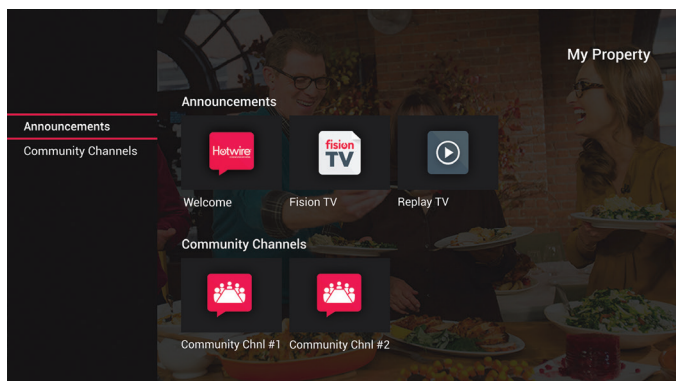 My Property
Announcements
Community Channels
Announcements
Hotwire
fision
TV
Welcome
Fision TV
Replay TV
Community Channels
Community Chnl #1
Community Chnl #2